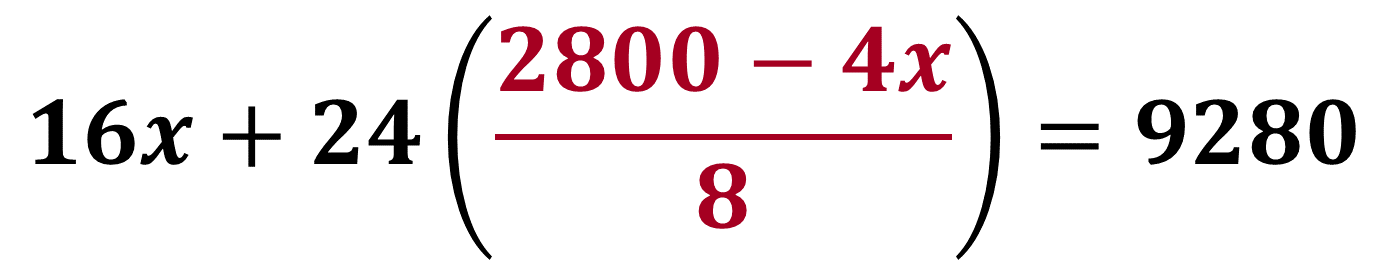 16x + 24 ( (2800 − 4x) / 8 ) = 9280